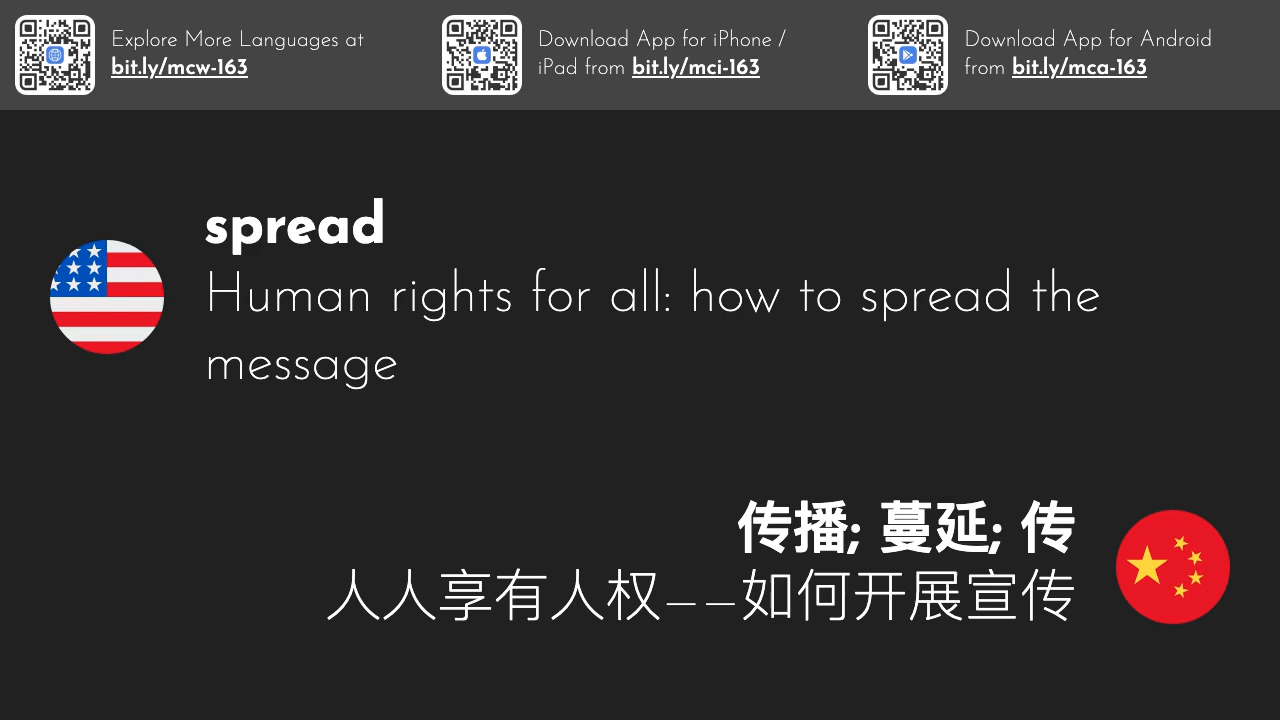 Explore More Languages at
bit.ly/mcw-163
Download App for iPhone /
iPad from bit.ly/mci-163
Download App for Android
from bit.ly/mca-163
spread
Human rights for all: how to spread the
message
传播; 蔓延; 传
人人享有人权——如何开展宣传